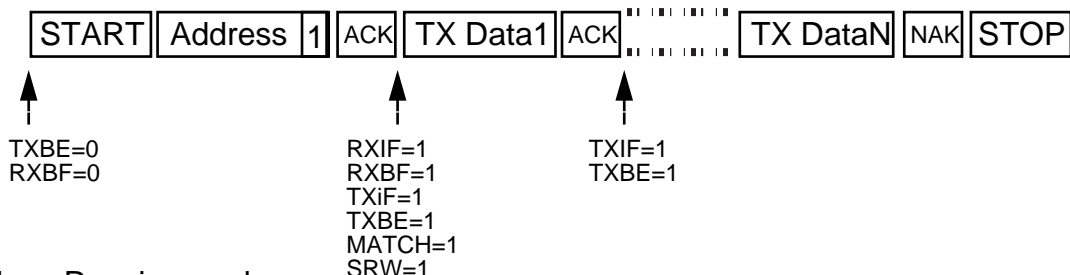 START Address 1 ACK TX Data1 ACK TX DataN NAK STOP
TXBE=0
RXBF=0
RXIF=1
RXBF=1
TXiF=1
TXBE=1
MATCH=1
SRW=1
TXIF=1
TXBE=1